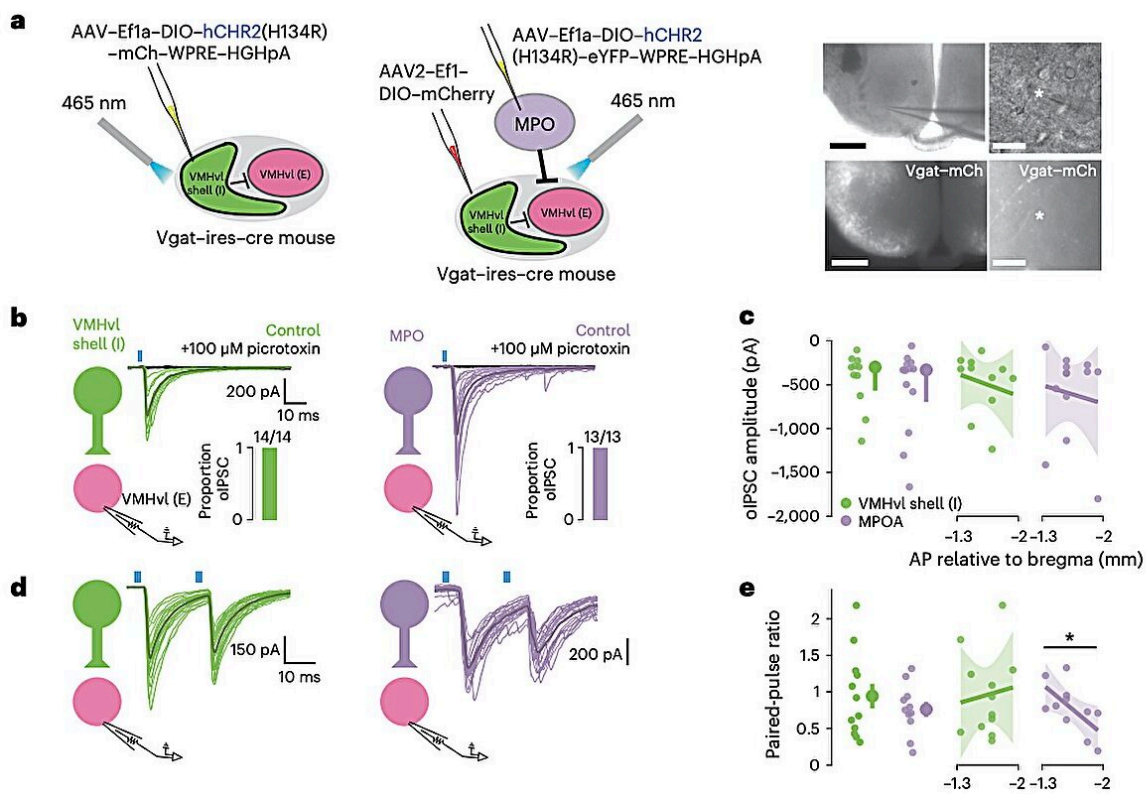 a
AAV–Ef1a–DIO–hCHR2(H134R)
–mCh–WPRE–HGHpA
465 nm
VMHvl
shell (I)
VMHvl (E)
Vgat–ires–cre mouse
AAV–Ef1a–DIO–hCHR2
(H134R)–eYFP–WPRE–HGHpA
AAV2–Ef1–
DIO–mCherry
465 nm
MPO
VMHvl
shell (I)
VMHvl (E)
Vgat–ires–cre mouse
*
Vgat–mCh
Vgat–mCh
*
b
VMHvl
shell (I)
Control
+100 µM picrotoxin
200 pA
10 ms
14/14
1
0
Proportion
oIPSC
VMHvl (E)
MPO
Control
+100 µM picrotoxin
13/13
1
0
Proportion
oIPSC
c
oIPSC amplitude (pA)
0
−500
−1,000
−1,500
−2,000
VMHvl shell (I)
MPOA
−1.3
−2
−1.3
−2
AP relative to bregma (mm)
d
150 pA
10 ms
200 pA
e
Paired-pulse ratio
2
1.5
1
0.5
0
*
−1.3
−2
−1.3
−2